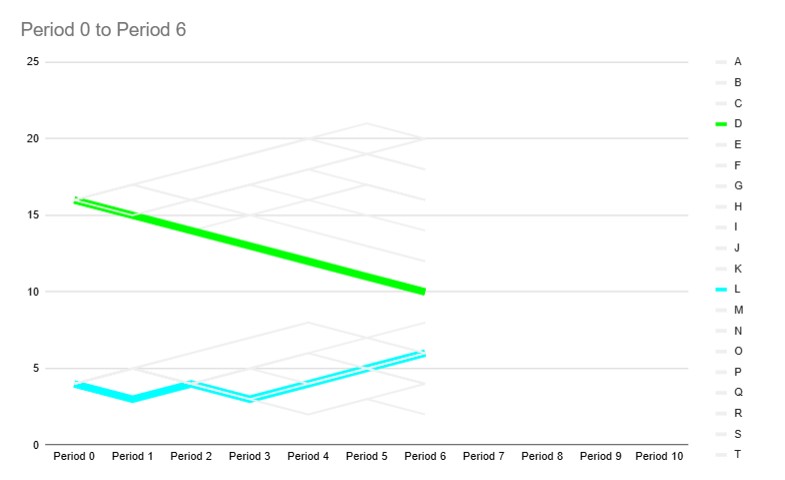 Period 0 to Period 6
25
20
15
10
5
0
Period 0 Period 1 Period 2 Period 3 Period 4 Period 5 Period 6 Period 7 Period 8 Period 9 Period 10
A
B
C
D
E
F
G
H
I
J
K
L
M
N
O
P
Q
R
S
T